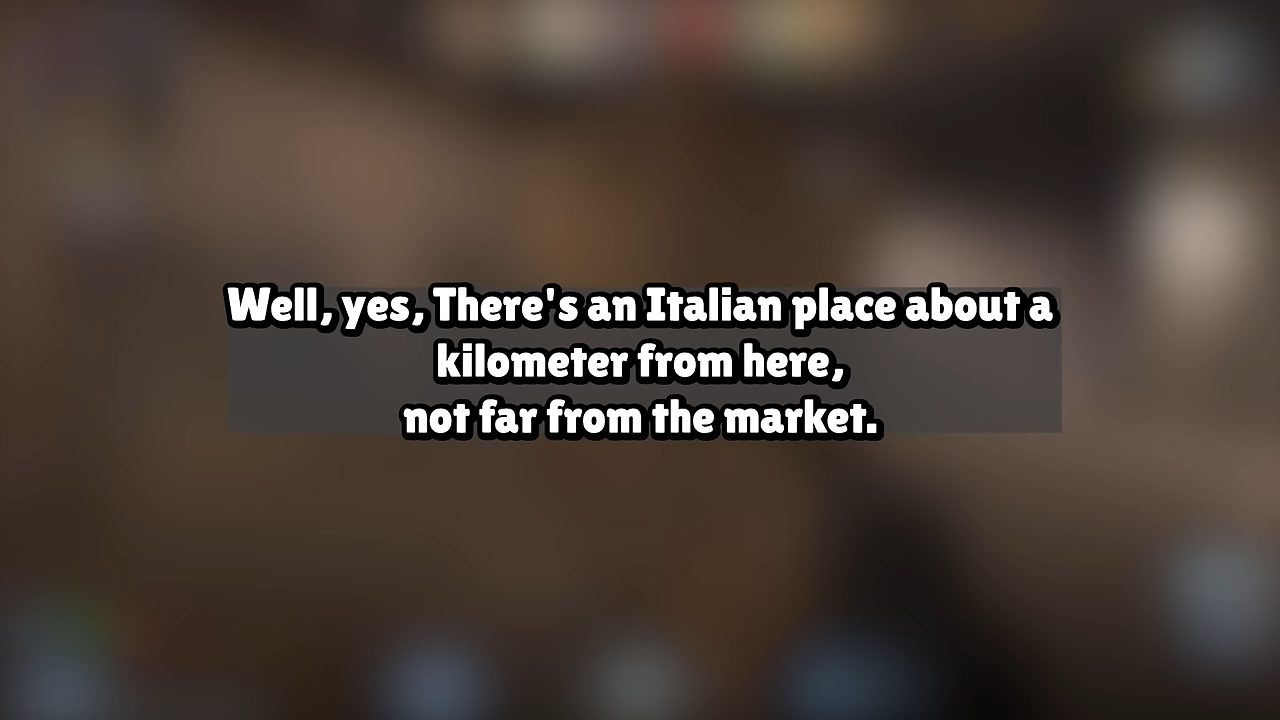 Well, yes, There's an Italian place about a
kilometer from here,
not far from the market.